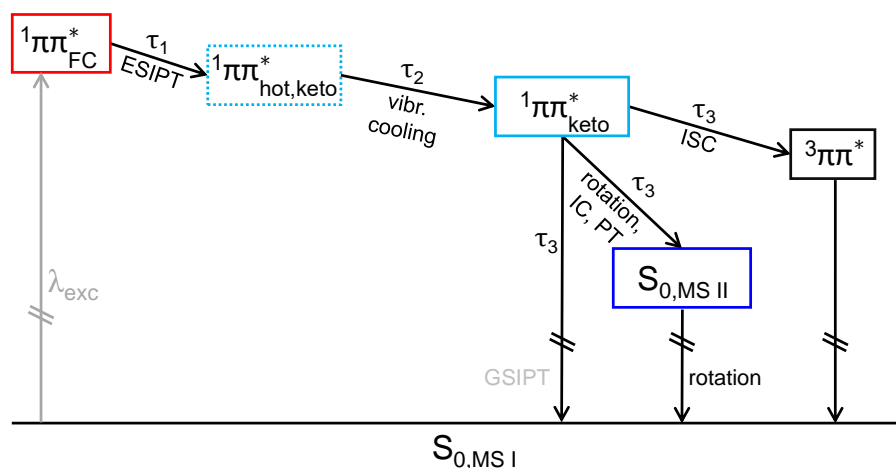 ¹ππ*FC
τ1
ESIPT
¹ππ*hot,keto
τ2
vibr.
cooling
¹ππ*keto
τ3
ISC
³ππ*
τ3
rotation,
IC, PT
τ3
S0,MS II
λexc
GSIPT
rotation
S0,MS I